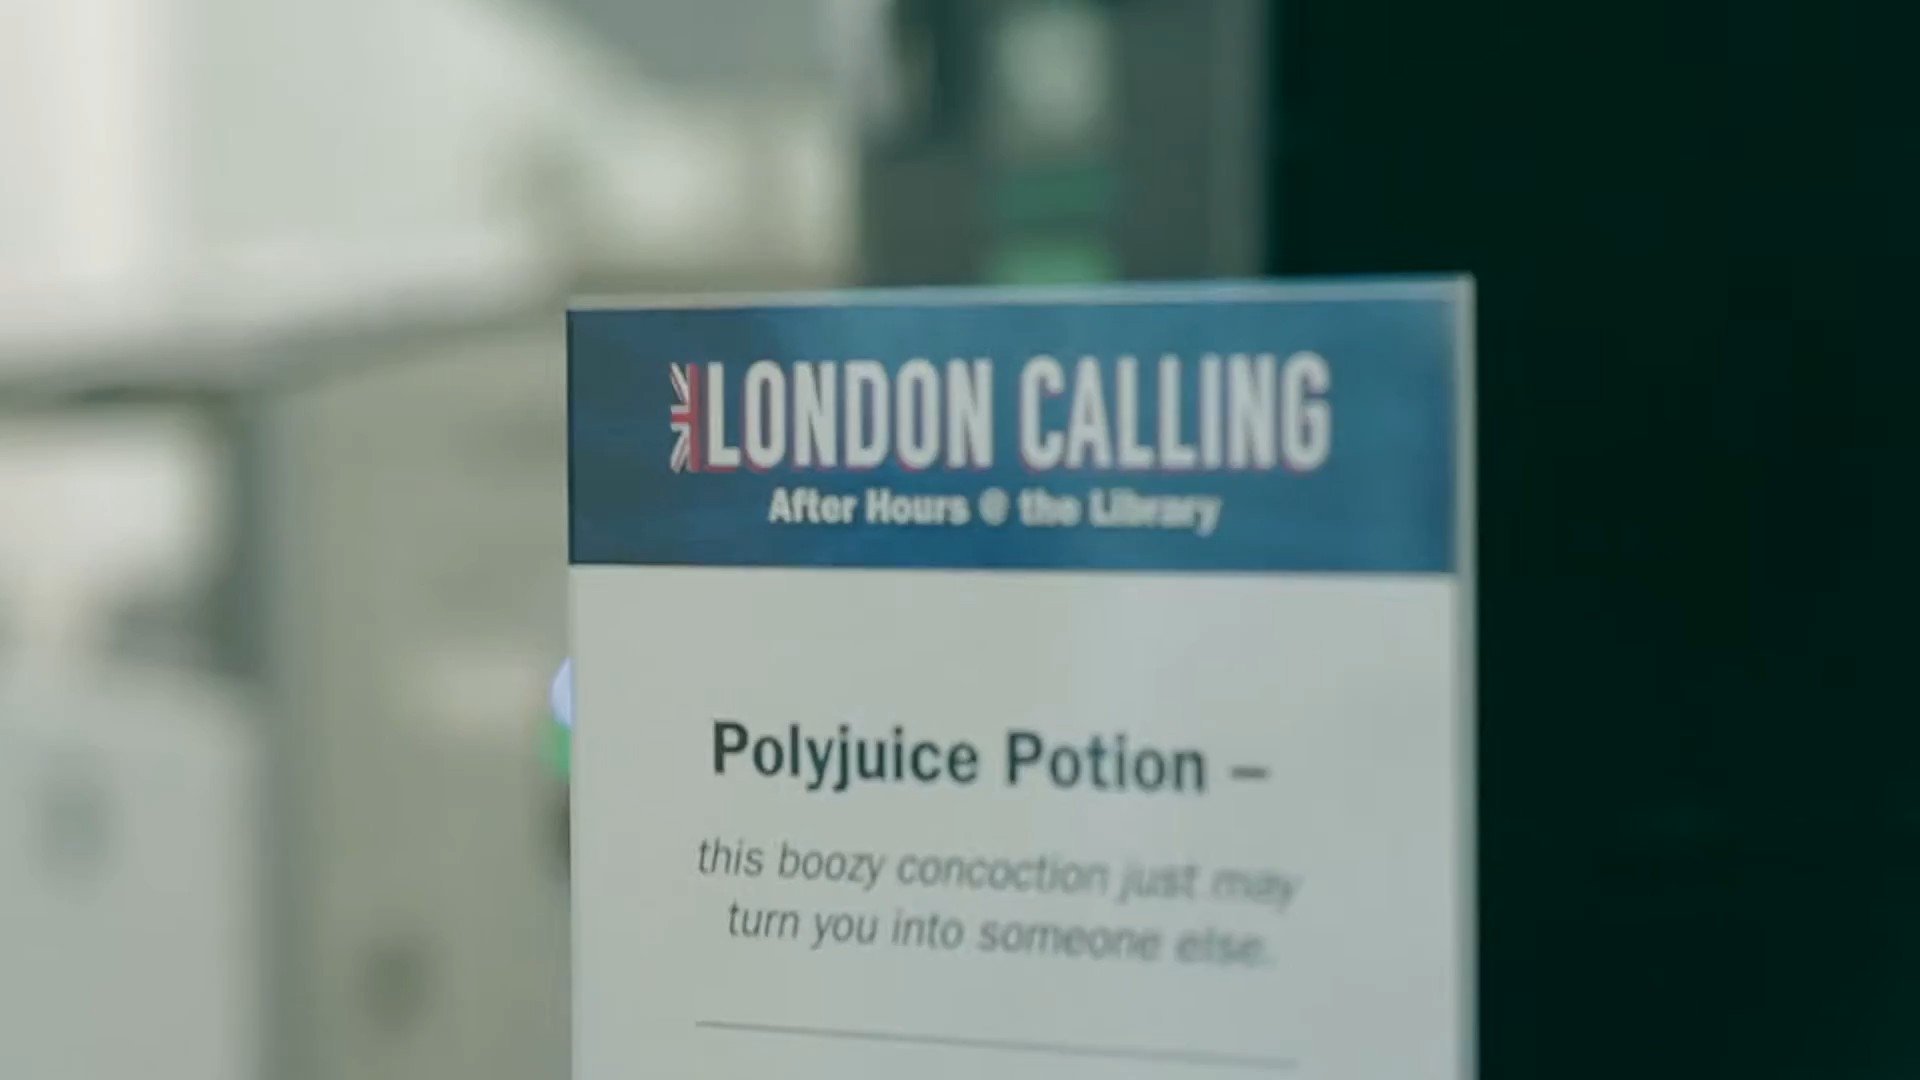 LONDON CALLING
After Hours @ the Library
Polyjuice Potion –
this boozy concoction just may
turn you into someone else.